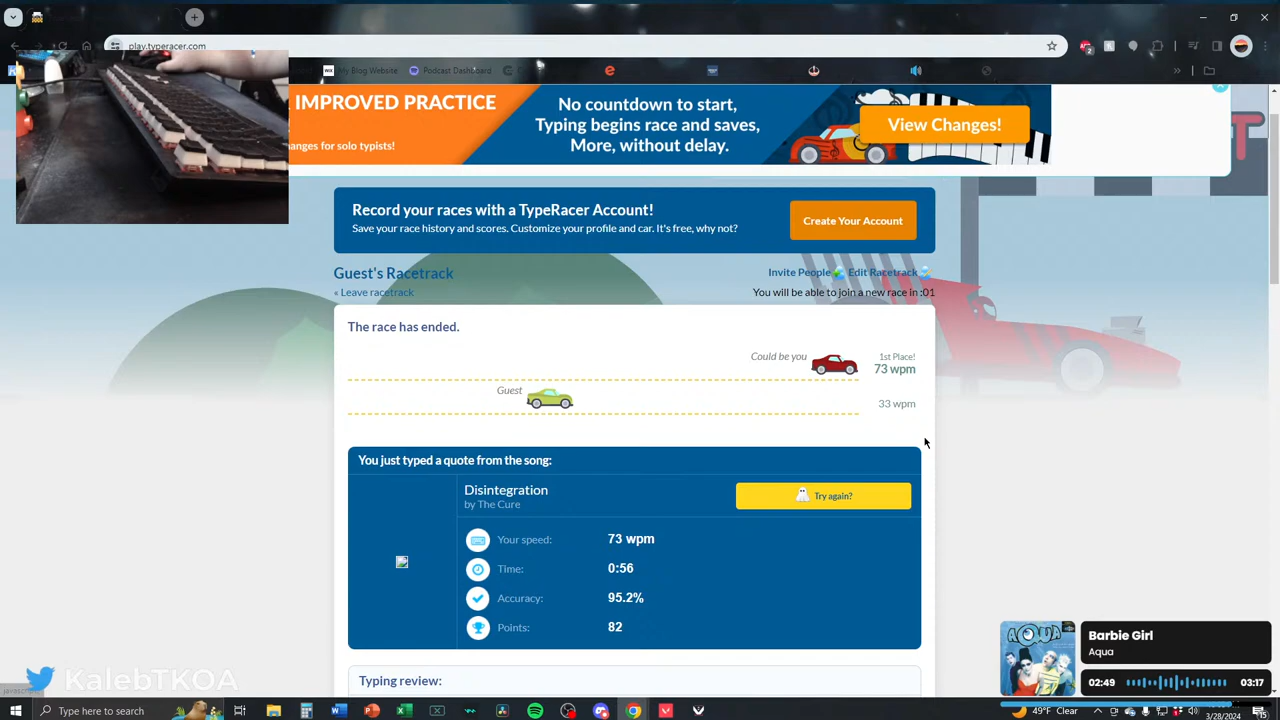 play.typeracer.com
My Blog Website
Podcast Dashboard
IMPROVED PRACTICE
hanges for solo typists!
No countdown to start,
Typing begins race and saves,
More, without delay.
View Changes!
Record your races with a TypeRacer Account!
Save your race history and scores. Customize your profile and car. It's free, why not?
Create Your Account
Guest's Racetrack
Invite People
Edit Racetrack
« Leave racetrack
You will be able to join a new race in :01
The race has ended.
Could be you
1st Place!
73 wpm
Guest
33 wpm
You just typed a quote from the song:
Disintegration
by The Cure
Try again?
Your speed:
73 wpm
Time:
0:56
Accuracy:
95.2%
Points:
82
Typing review:
AQUA
Barbie Girl
Aqua
02:49
03:17
KalebTKOA
Type here to search
49°F Clear
3/28/2024
15